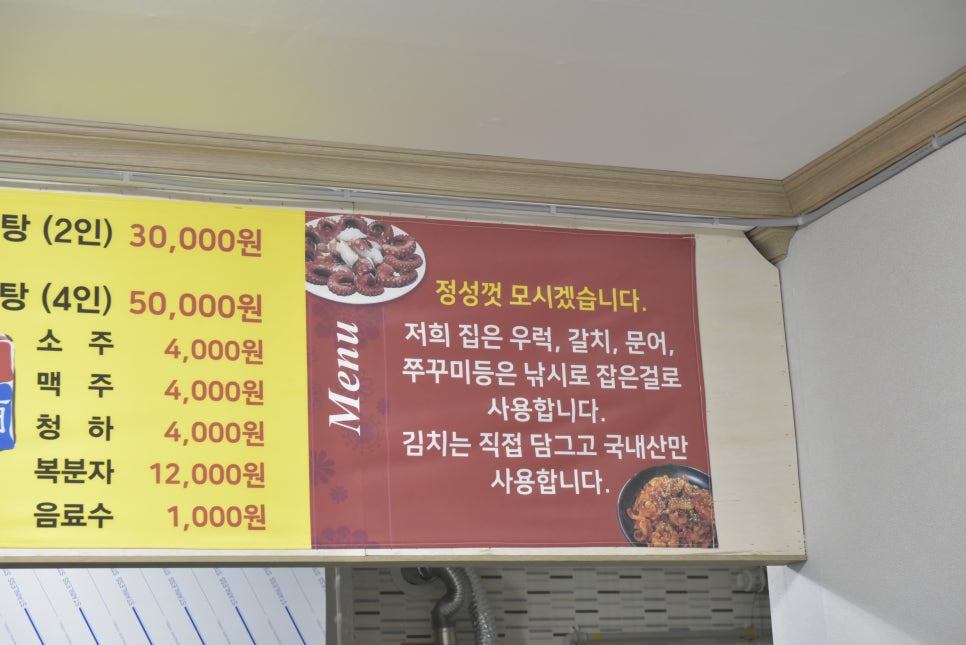 탕 (2인) 30,000원
탕 (4인) 50,000원
소 주 4,000원
맥 주 4,000원
청 하 4,000원
복분자 12,000원
음료수 1,000원
Menu
정성껏 모시겠습니다.
저희 집은 우럭, 갈치, 문어,
쭈꾸미등은 낚시로 잡은걸로
사용합니다.
김치는 직접 담그고 국내산만
사용합니다.
STAINLESS STEEL